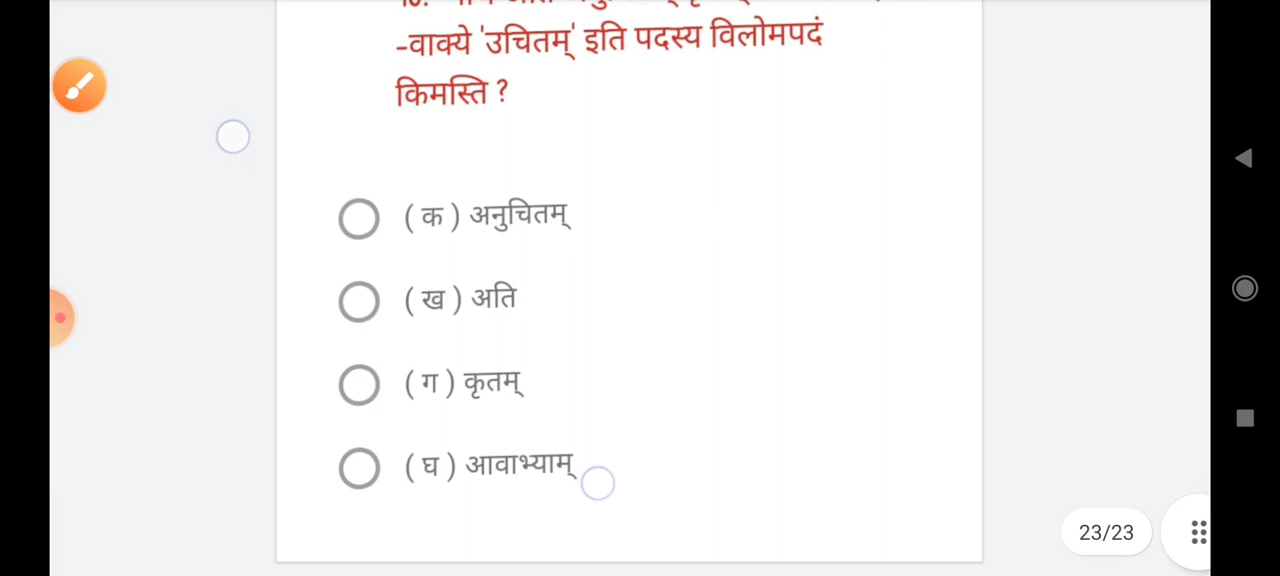 -वाक्ये 'उचितम्' इति पदस्य विलोमपदं
किमस्ति ?
( क ) अनुचितम्
( ख ) अति
( ग ) कृतम्
( घ ) आवाभ्याम्
23/23